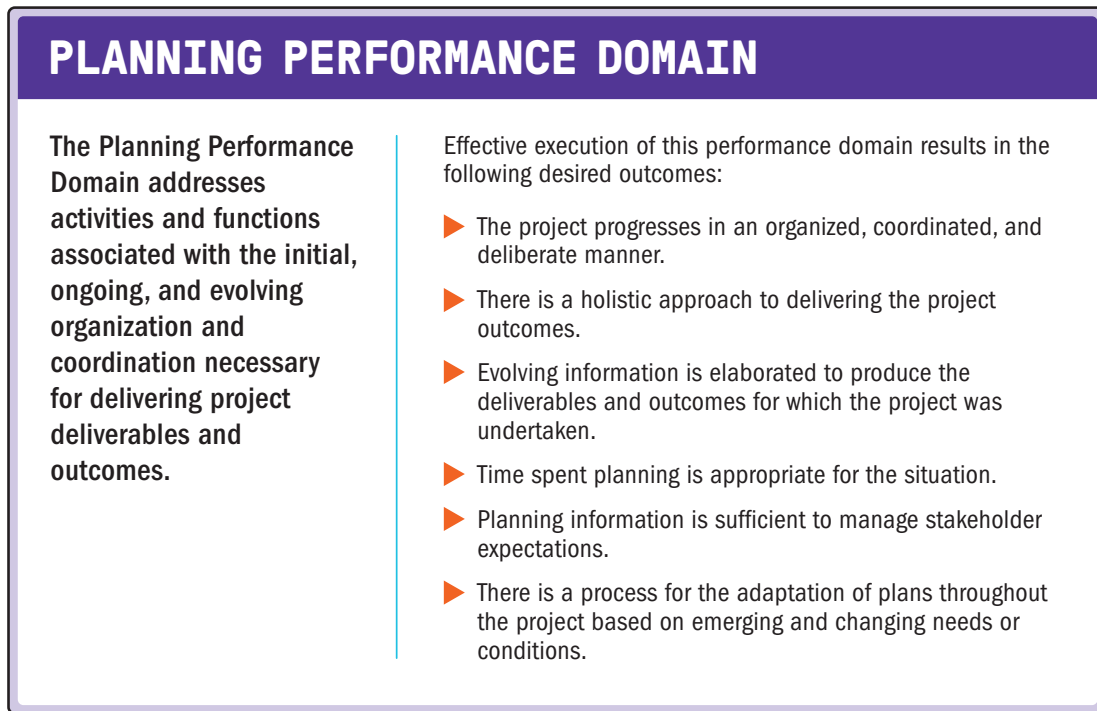 PLANNING PERFORMANCE DOMAIN
The Planning Performance
Domain addresses
activities and functions
associated with the initial,
ongoing, and evolving
organization and
coordination necessary
for delivering project
deliverables and
outcomes.
Effective execution of this performance domain results in the
following desired outcomes:
The project progresses in an organized, coordinated, and
deliberate manner.
There is a holistic approach to delivering the project
outcomes.
Evolving information is elaborated to produce the
deliverables and outcomes for which the project was
undertaken.
Time spent planning is appropriate for the situation.
Planning information is sufficient to manage stakeholder
expectations.
There is a process for the adaptation of plans throughout
the project based on emerging and changing needs or
conditions.